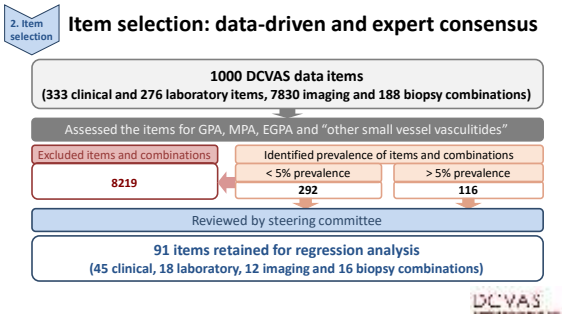 2. Item
selection
Item selection: data-driven and expert consensus
1000 DCVAS data items
(333 clinical and 276 laboratory items, 7830 imaging and 188 biopsy combinations)
Assessed the items for GPA, MPA, EGPA and “other small vessel vasculitides”
Excluded items and combinations
8219
Identified prevalence of items and combinations
< 5% prevalence
> 5% prevalence
292
116
Reviewed by steering committee
91 items retained for regression analysis
(45 clinical, 18 laboratory, 12 imaging and 16 biopsy combinations)
DCVAS